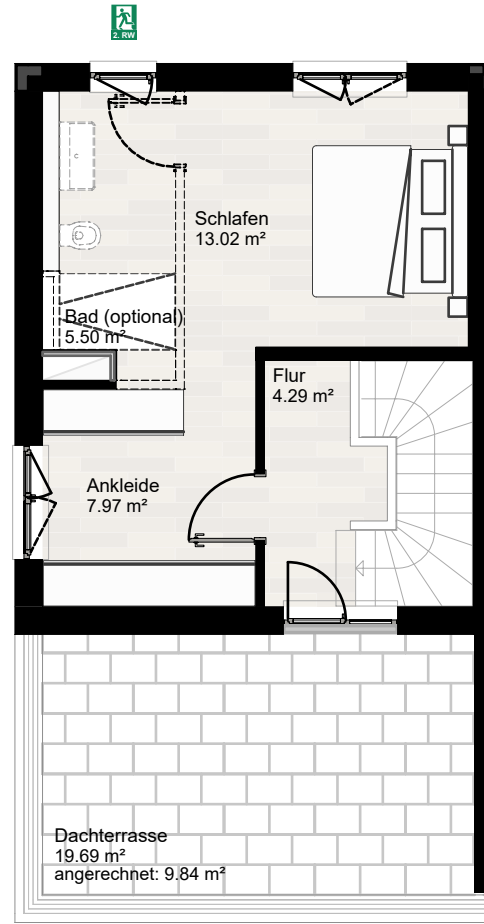 2. RW
Schlafen
13.02 m²
Bad (optional)
5.50 m²
Flur
4.29 m²
Ankleide
7.97 m²
Dachterrasse
19.69 m²
angerechnet: 9.84 m²